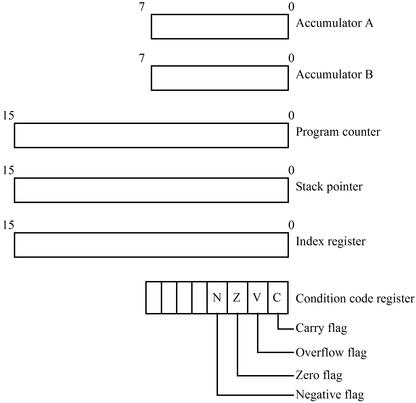 7 0
Accumulator A
7 0
Accumulator B
15 0
Program counter
15 0
Stack pointer
15 0
Index register
N Z V C
Condition code register
Carry flag
Overflow flag
Zero flag
Negative flag